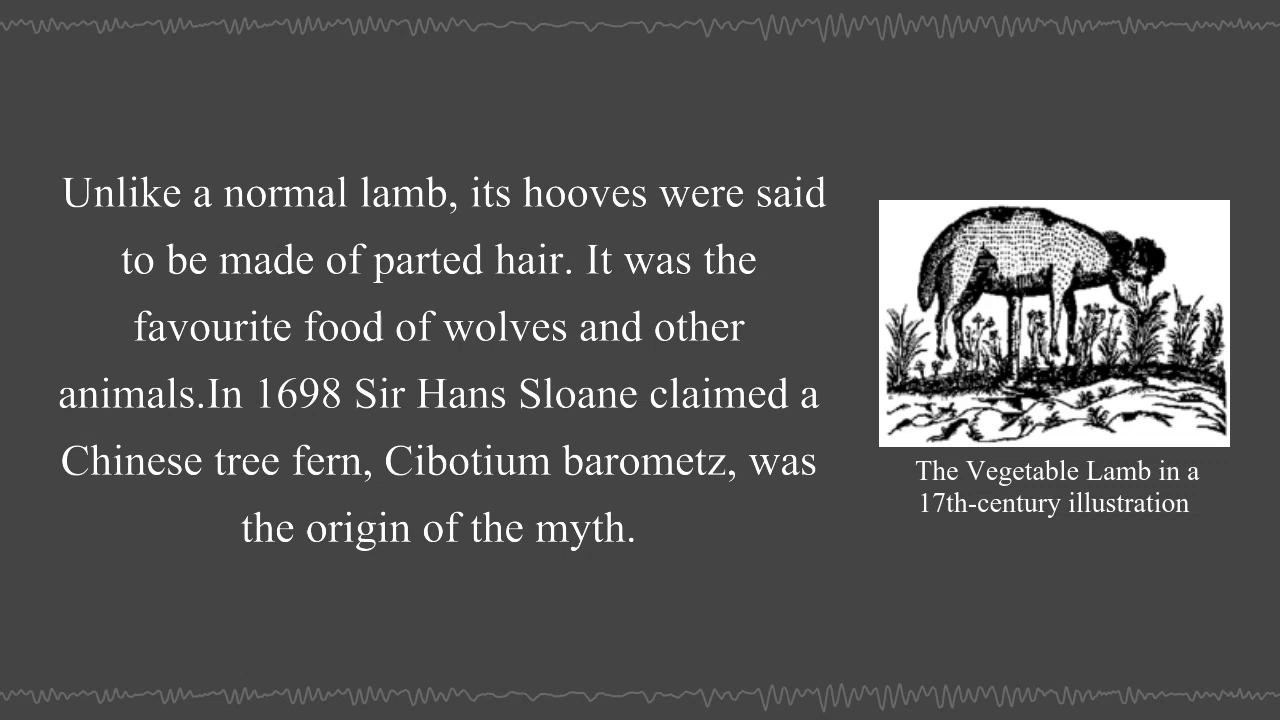 Unlike a normal lamb, its hooves were said
to be made of parted hair. It was the
favourite food of wolves and other
animals.In 1698 Sir Hans Sloane claimed a
Chinese tree fern, Cibotium barometz, was
the origin of the myth.
The Vegetable Lamb in a
17th-century illustration